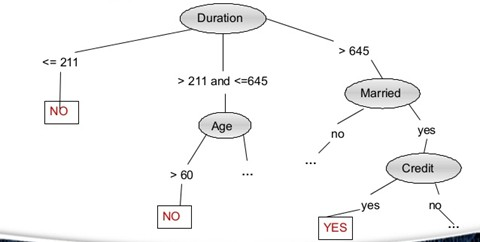 Duration
<= 211
> 211 and <=645
> 645
NO
Age
Married
no
yes
> 60
...
...
Credit
NO
yes
no
YES
...